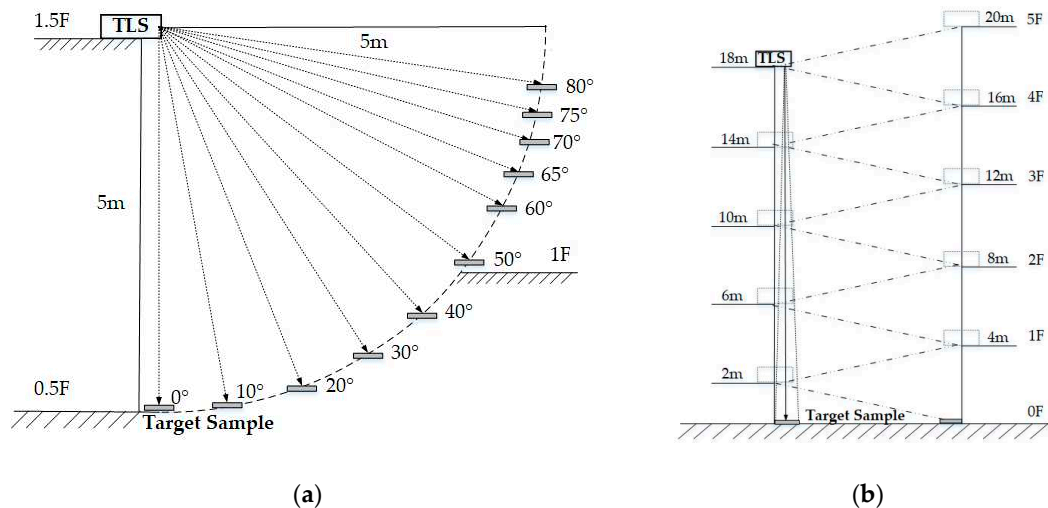 1.5F
TLS
5m
80°
75°
70°
65°
60°
5m
50°
1F
40°
30°
20°
10°
0°
0.5F
Target Sample
(a)
20m 5F
18m TLS
16m 4F
14m
12m 3F
10m
8m 2F
6m
4m 1F
2m
Target Sample 0F
(b)